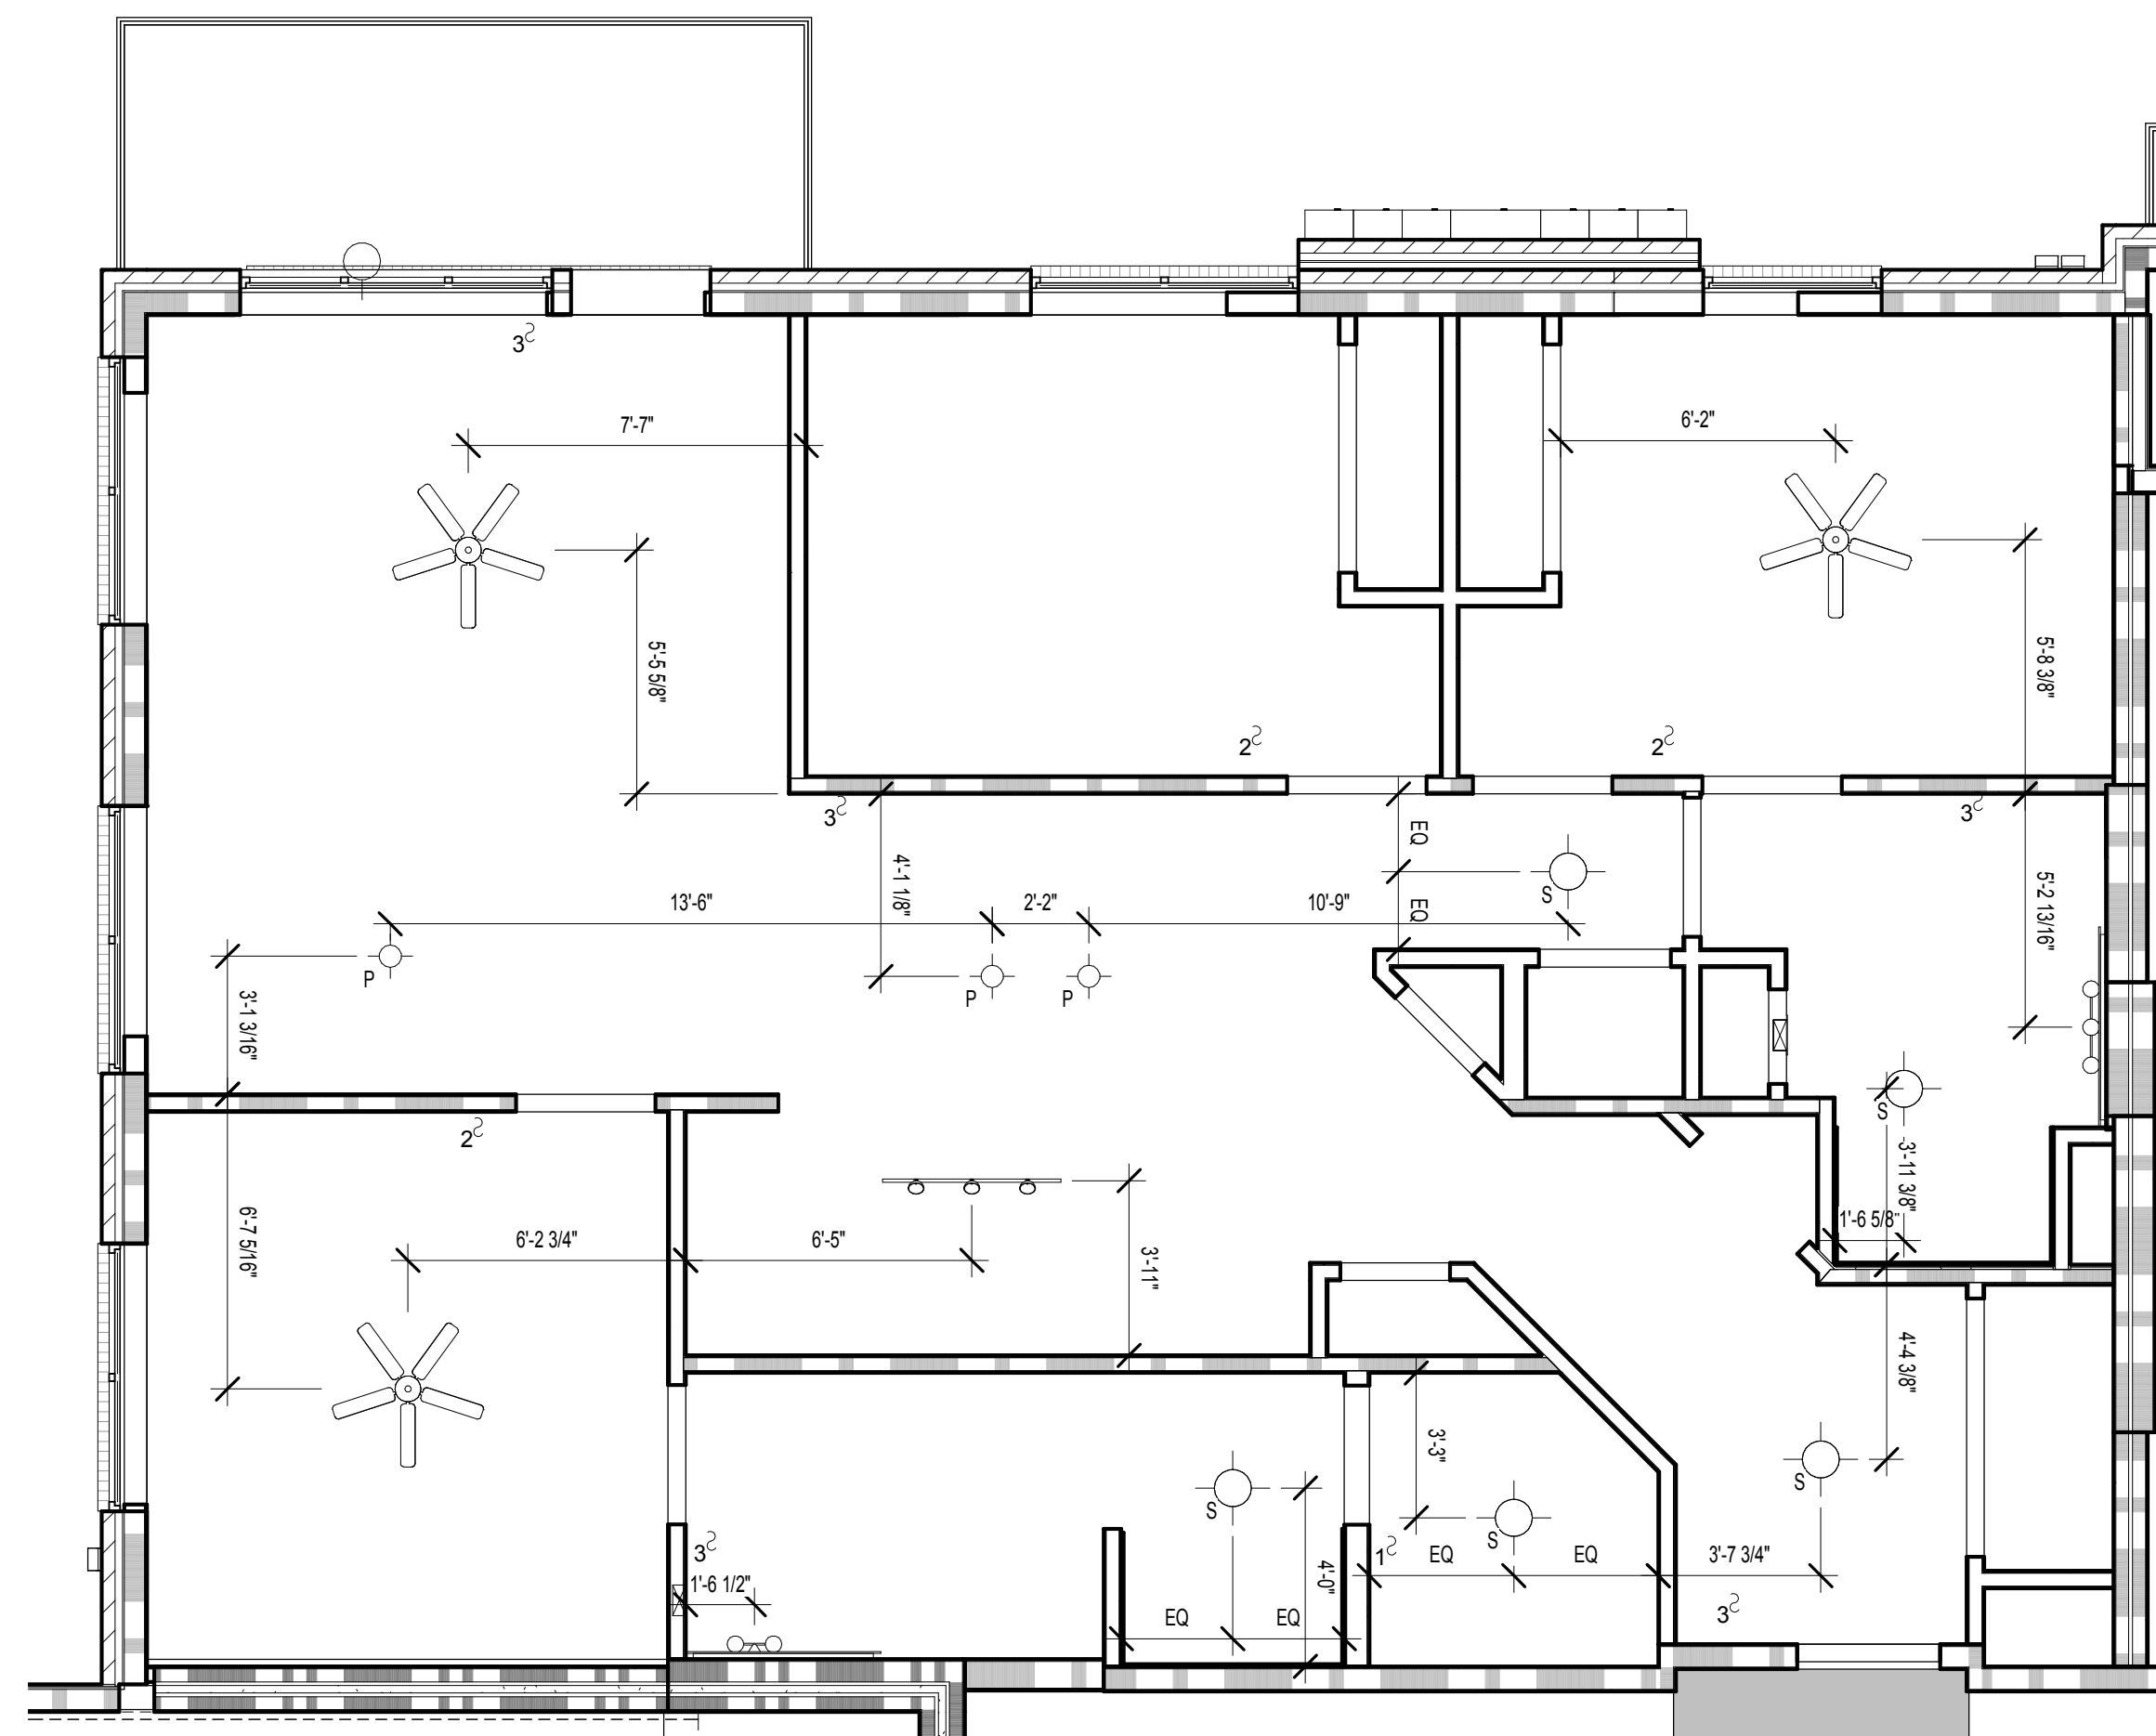 3
7'-7"
6'-2"
5'-5 5/8"
5'-8 3/8"
2
2
3
3
EQ
4'-1 1/8"
5'-2 13/16"
13'-6"
2'-2"
10'-9"
EQ
S
P
P
P
3'-1 3/16"
S
2
3'-11 3/8"
1'-6 5/8"
6'-7 5/16"
6'-2 3/4"
6'-5"
3'-11"
4'-4 3/8"
3'-3"
S
S
S
3
1
EQ
EQ
3'-7 3/4"
1'-6 1/2"
4'-0"
EQ
EQ
3